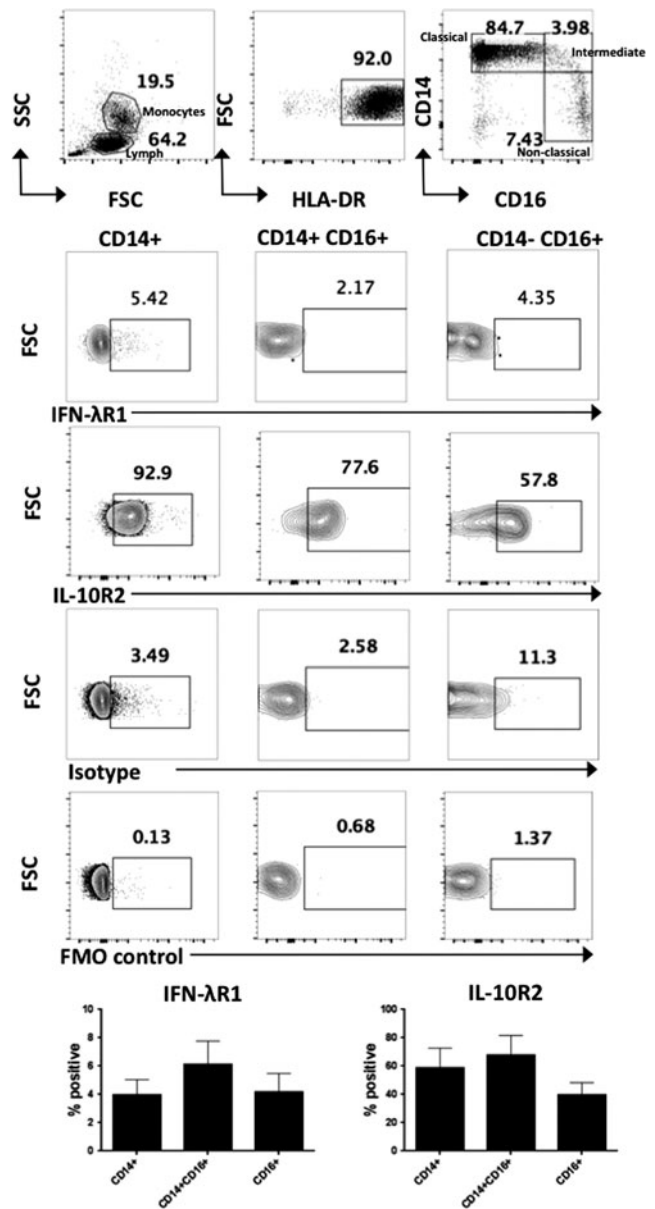 SSC
19.5
Monocytes
64.2
Lymph
FSC
FSC
92.0
HLA-DR
CD14
Classical
84.7
3.98
Intermediate
7.43
Non-classical
CD16
CD14+
CD14+ CD16+
CD14- CD16+
FSC
5.42
2.17
4.35
IFN-λR1
FSC
92.9
77.6
57.8
IL-10R2
FSC
3.49
2.58
11.3
Isotype
FSC
0.13
0.68
1.37
FMO control
IFN-λR1
% positive
10
8
6
4
2
0
CD14+
CD14+CD16+
CD16+
IL-10R2
% positive
100
80
60
40
20
0
CD14+
CD14+CD16+
CD16+